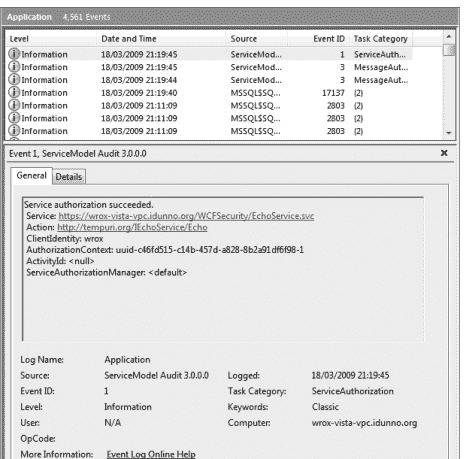 Application 4,561 Events
Level Date and Time Source Event ID Task Category
Information 18/03/2009 21:19:45 ServiceMod... 1 ServiceAuth...
Information 18/03/2009 21:19:45 ServiceMod... 3 MessageAut...
Information 18/03/2009 21:19:44 ServiceMod... 3 MessageAut...
Information 18/03/2009 21:19:40 MSSQL$SQ... 17137 (2)
Information 18/03/2009 21:11:09 MSSQL$SQ... 2803 (2)
Information 18/03/2009 21:11:09 MSSQL$SQ... 2803 (2)
Information 18/03/2009 21:11:09 MSSQL$SQ... 2803 (2)
Event 1, ServiceModel Audit 3.0.0.0
General Details
Service authorization succeeded.
Service: https://wrox-vista-vpc.idunno.org/WCFSecurity/EchoService.svc
Action: http://tempuri.org/IEchoService/Echo
ClientIdentity: wrox
AuthorizationContext: uuid-c46fd515-c14b-457d-a828-8b2a91df6f98-1
ActivityId: <null>
ServiceAuthorizationManager: <default>
Log Name: Application
Source: ServiceModel Audit 3.0.0.0 Logged: 18/03/2009 21:19:45
Event ID: 1 Task Category: ServiceAuthorization
Level: Information Keywords: Classic
User: N/A Computer: wrox-vista-vpc.idunno.org
OpCode:
More Information: Event Log Online Help